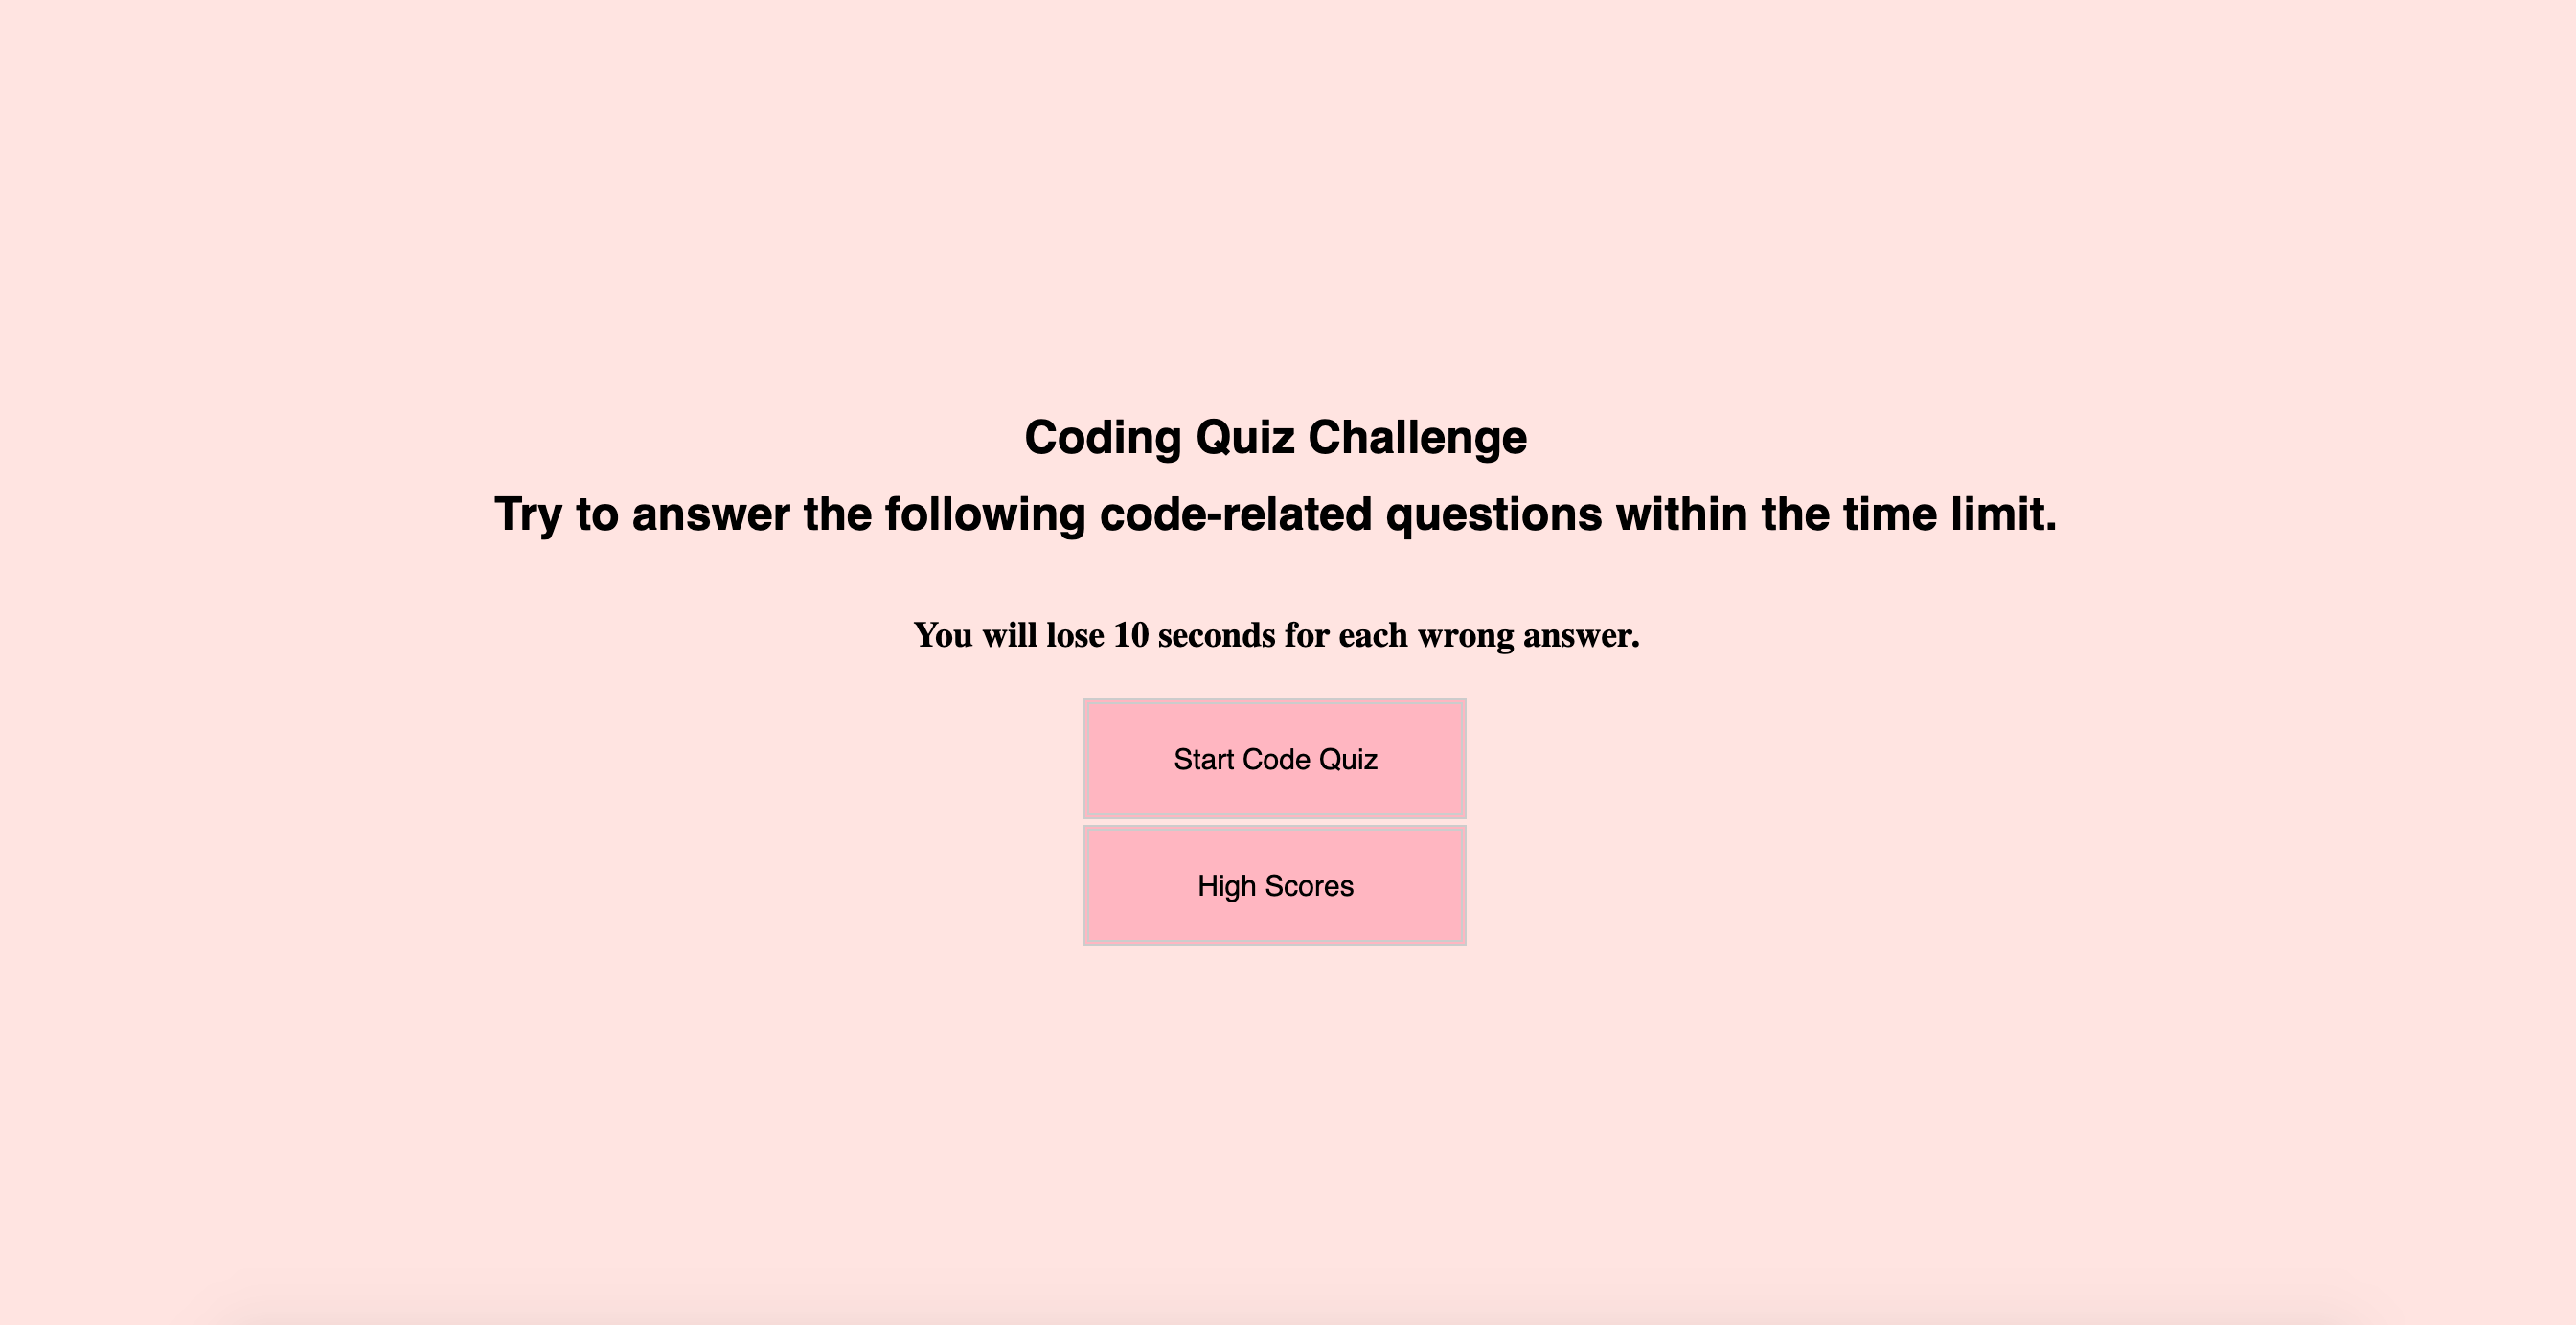 Coding Quiz Challenge
Try to answer the following code-related questions within the time limit.
You will lose 10 seconds for each wrong answer.
Start Code Quiz
High Scores